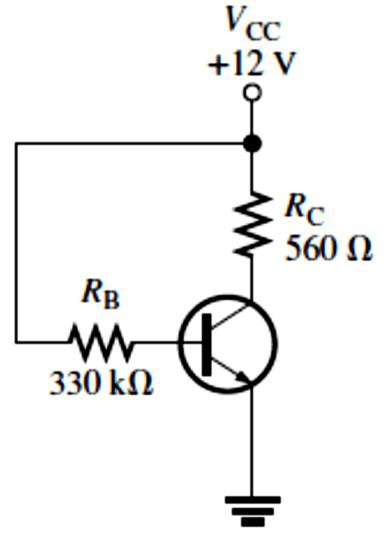 VCC
+12 V
RC
560 Ω
RB
330 kΩ